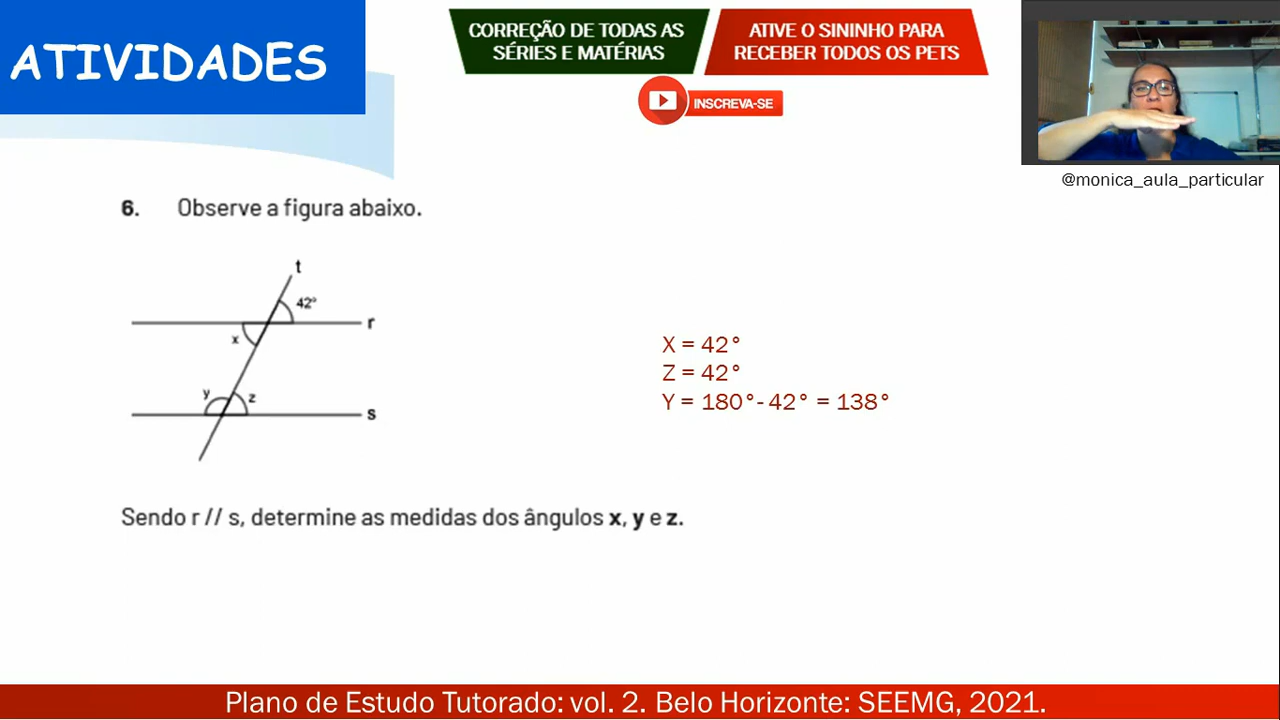 ATIVIDADES
CORREÇÃO DE TODAS AS
SÉRIES E MATÉRIAS
ATIVE O SININHO PARA
RECEBER TODOS OS PETS
INSCREVA-SE
@monica_aula_particular
6. Observe a figura abaixo.
t
42°
r
x
y
z
s
X = 42°
Z = 42°
Y = 180°- 42° = 138°
Sendo r // s, determine as medidas dos ângulos x, y e z.
Plano de Estudo Tutorado: vol. 2. Belo Horizonte: SEEMG, 2021.